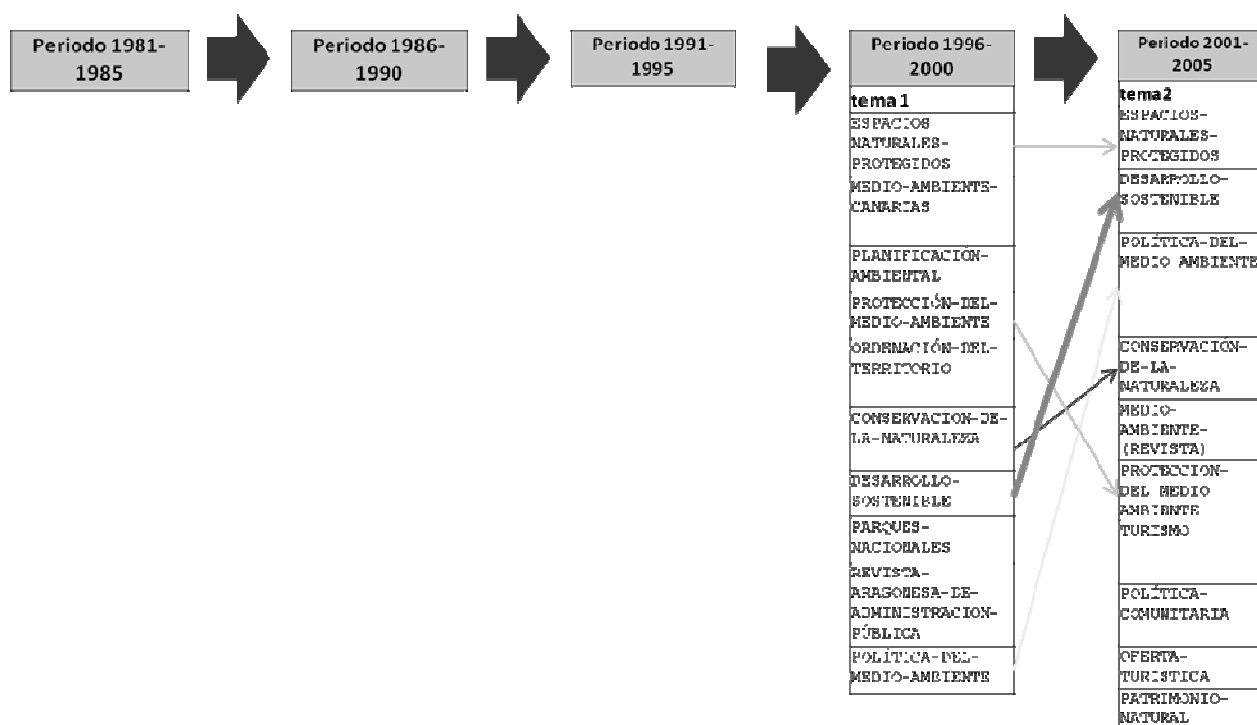 Periodo 1981-
1985
Periodo 1986-
1990
Periodo 1991-
1995
Periodo 1996-
2000
tema 1
ESPACIOS
NATURALES-
PROTEGIDOS
MEDIO-AMBIENTE-
CANARIAS
PLANIFICACIÓN-
AMBIENTAL
PROTECCIÓN-DEL-
MEDIO-AMBIENTE
ORDENACIÓN-DEL-
TERRITORIO
CONSERVACION-DE-
LA-NATURALEZA
DESARROLLO-
SOSTENIBLE
PARQUES-
NACIONALES
REVISTA-
ARAGONESA-DE-
ADMINISTRACION-
PÚBLICA
POLÍTICA-DEL-
MEDIO-AMBIENTE
Periodo 2001-
2005
tema2
ESPACIOS-
NATURALES-
PROTEGIDOS
DESARROLLO-
SOSTENIBLE
POLÍTICA-DEL-
MEDIO AMBIENTE
CONSERVACIÓN-
DE-LA-
NATURALEZA
MEDIO-
AMBIENTE-
(REVISTA)
PROTECCION-
DEL MEDIO
AMBIENTE
TURISMO
POLÍTICA-
COMUNITARIA
OFERTA-
TURISTICA
PATRIMONIO-
NATURAL